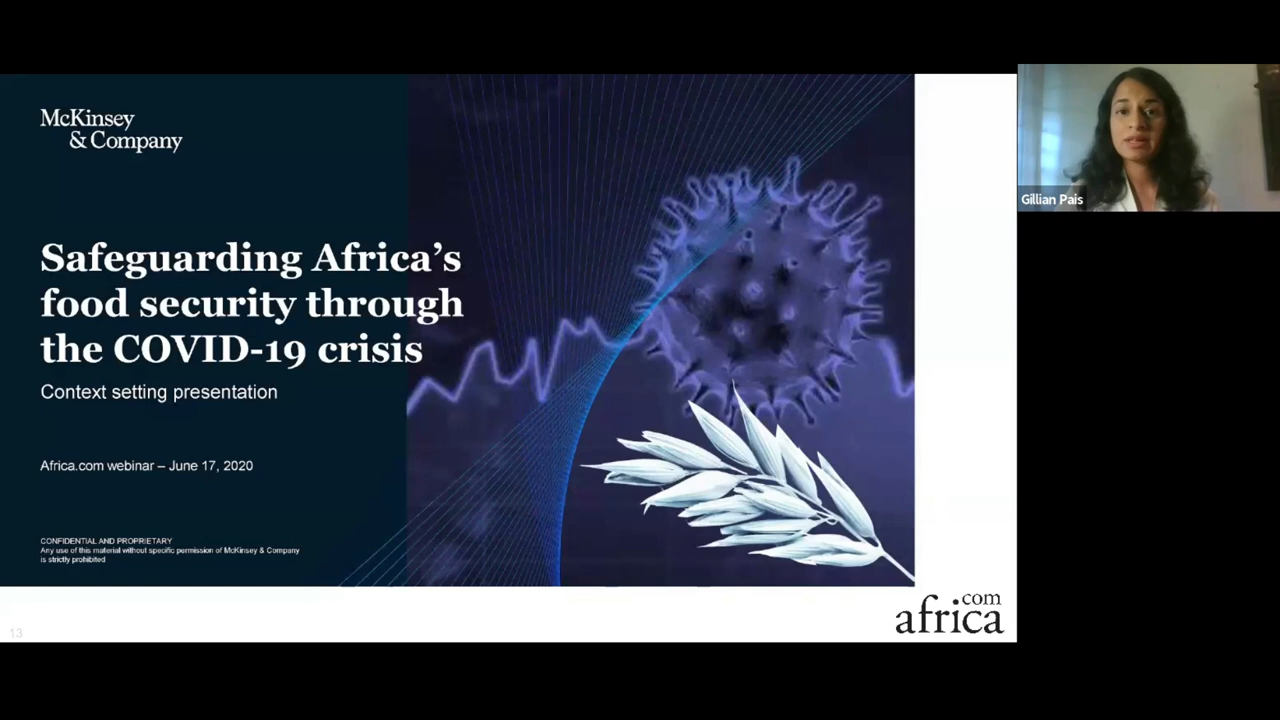 McKinsey
& Company
Safeguarding Africa’s
food security through
the COVID-19 crisis
Context setting presentation
Africa.com webinar – June 17, 2020
CONFIDENTIAL AND PROPRIETARY
Any use of this material without specific permission of McKinsey & Company
is strictly prohibited
13
com
africa
Gillian Pais